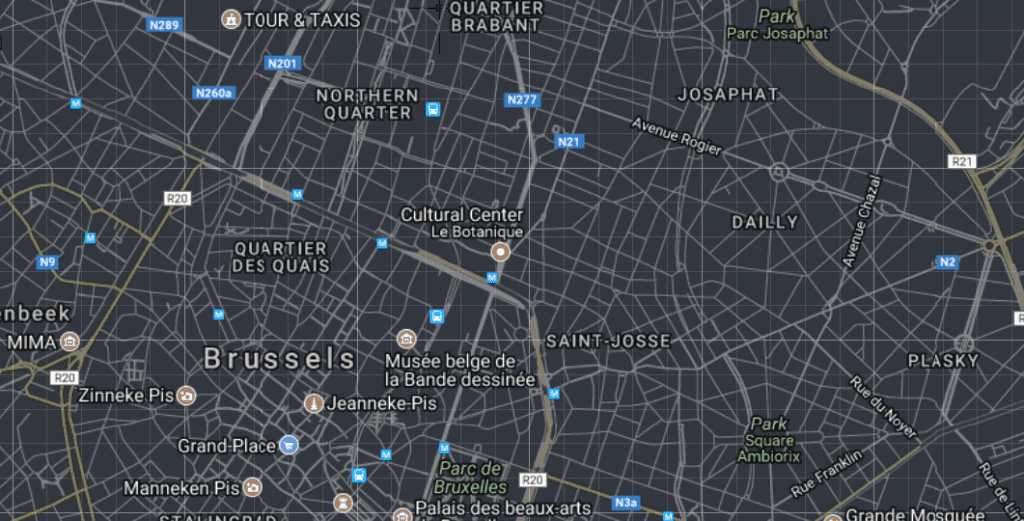 QUARTIER
BRABANT
Park
Parc Josaphat
TOUR & TAXIS
N289
N201
N260a
NORTHERN
QUARTER
N277
JOSAPHAT
N21
Avenue Rogier
R21
M
R20
M
Avenue Chazal
Cultural Center
Le Botanique
DAILLY
M
M
QUARTIER
DES QUAIS
N9
N2
M
M
enbeek
MIMA
SAINT-JOSSE
Brussels
Musée belge de
la Bande dessinée
PLASKY
R20
Zinneke Pis
Jeanneke-Pis
M
Rue du Noyer
Grand-Place
M
M
Park
Square
Ambiorix
Parc de
Bruxelles
Rue Franklin
Manneken Pis
R20
N3a
Palais des beaux-arts
M
Grande Mosquée
STALINGRAD